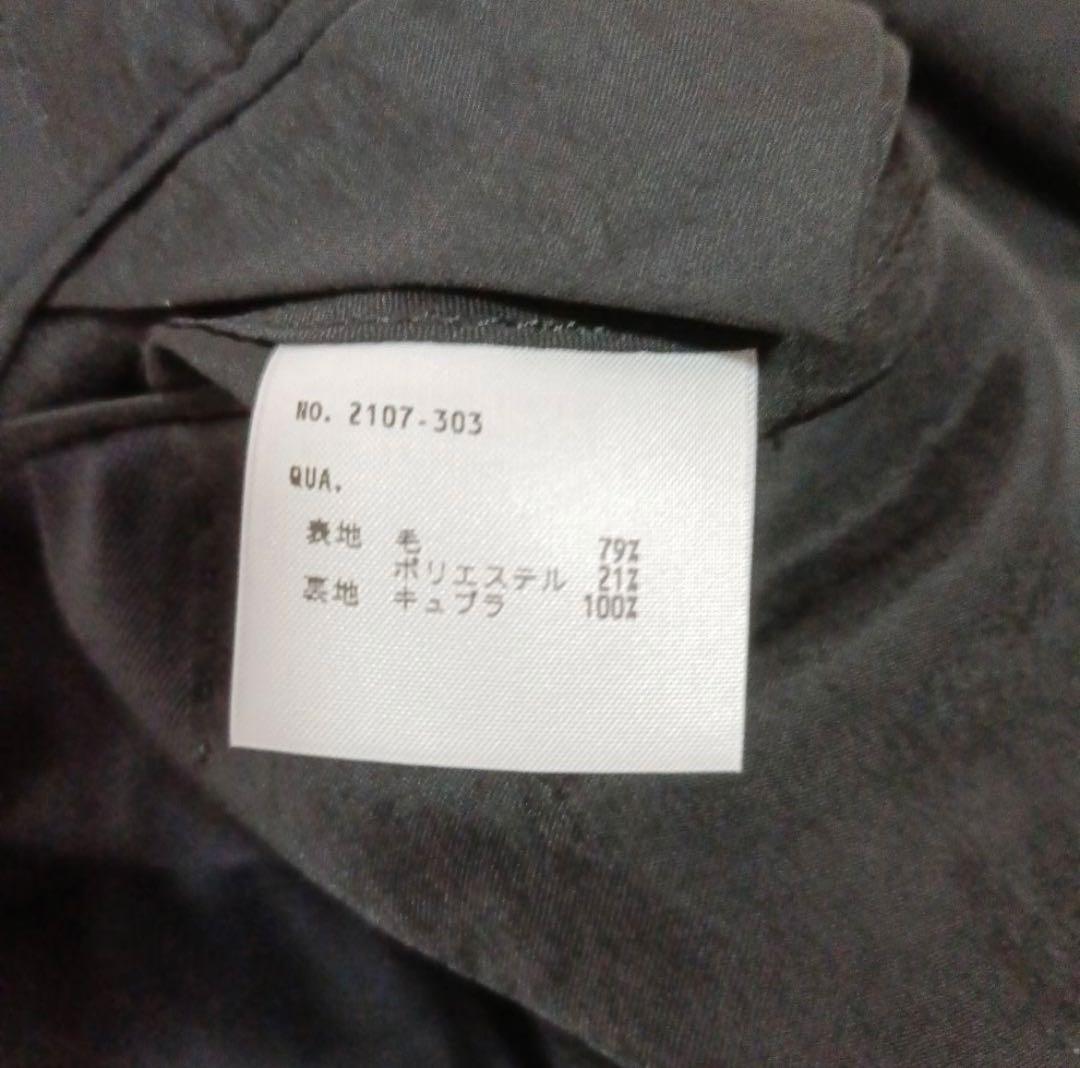 NO. 2107-303
QUA.
表地 毛 79%
ポリエステル 21%
裏地 キュプラ 100%